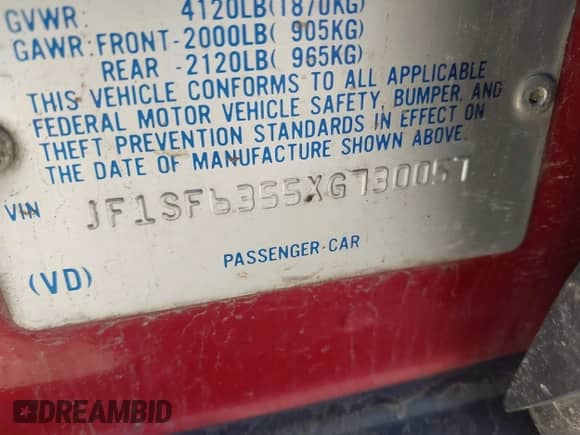 GVWR: 4120LB(1870KG)
GAWR:FRONT-2000LB( 905KG)
REAR -2120LB( 965KG)
THIS VEHICLE CONFORMS TO ALL APPLICABLE
FEDERAL MOTOR VEHICLE SAFETY, BUMPER, AND
THEFT PREVENTION STANDARDS IN EFFECT ON
THE DATE OF MANUFACTURE SHOWN ABOVE.
VIN JF1SF6355XG730057
PASSENGER-CAR
(VD)
DREAMBID